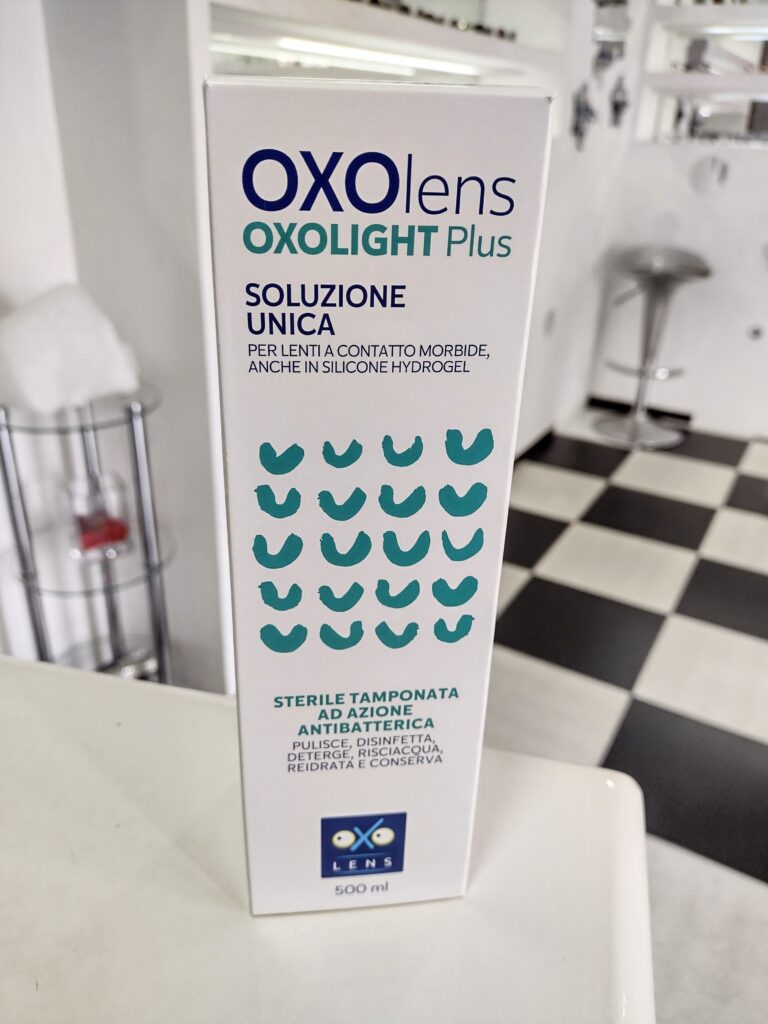 OXOlens
OXOLIGHT Plus
SOLUZIONE
UNICA
PER LENTI A CONTATTO MORBIDE,
ANCHE IN SILICONE HYDROGEL
STERILE TAMPONATA
AD AZIONE
ANTIBATTERICA
PULISCE, DISINFETTA,
DETERGE, RISCIACQUA,
REIDRATA E CONSERVA
OXO
LENS
500 ml